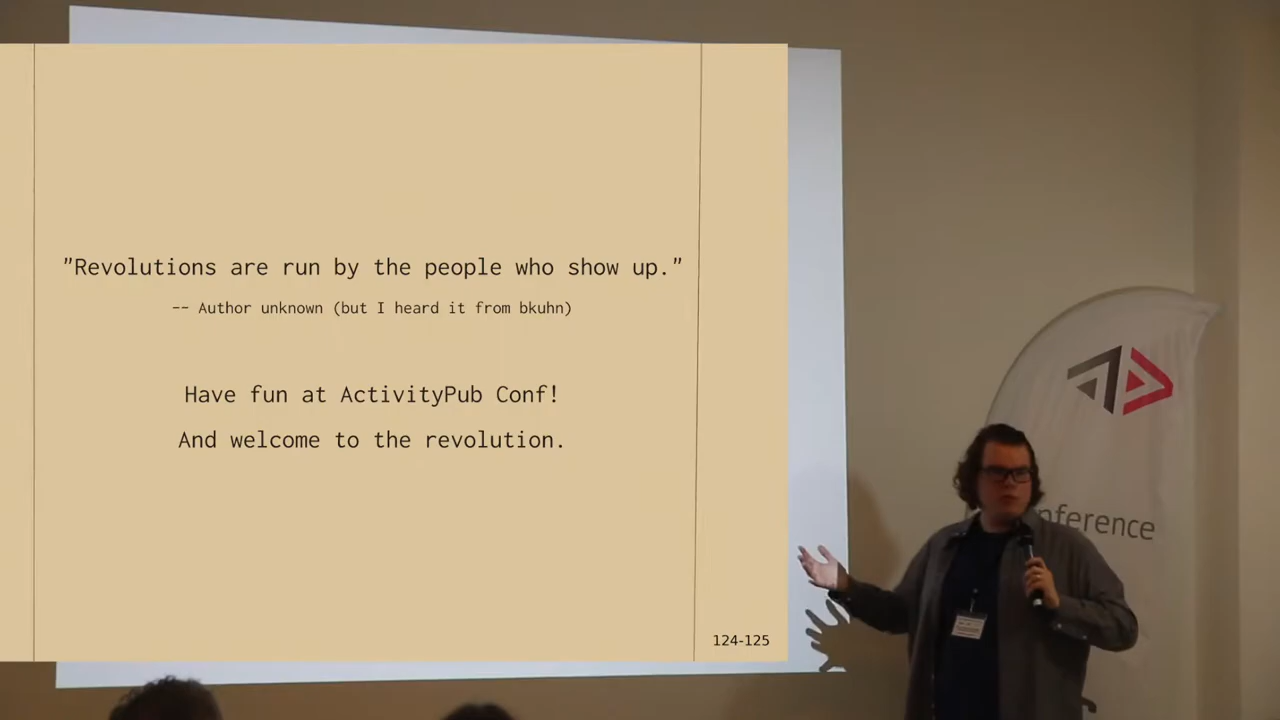 "Revolutions are run by the people who show up."
-- Author unknown (but I heard it from bkuhn)
Have fun at ActivityPub Conf!
And welcome to the revolution.
124-125
nference